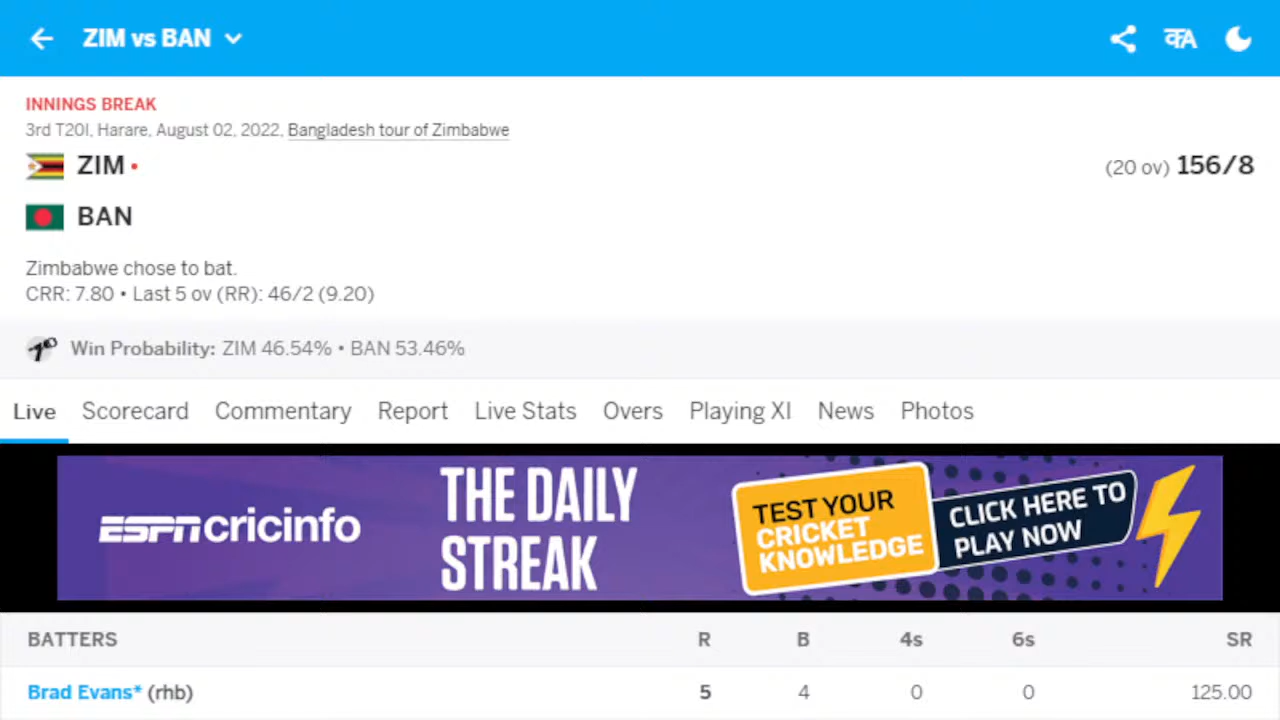 ZIM vs BAN
क A
INNINGS BREAK
3rd T20I, Harare, August 02, 2022, Bangladesh tour of Zimbabwe
ZIM • (20 ov) 156/8
BAN
Zimbabwe chose to bat.
CRR: 7.80 • Last 5 ov (RR): 46/2 (9.20)
Win Probability: ZIM 46.54% • BAN 53.46%
Live Scorecard Commentary Report Live Stats Overs Playing XI News Photos
ESPN cricinfo
THE DAILY
STREAK
TEST YOUR
CRICKET
KNOWLEDGE
CLICK HERE TO
PLAY NOW
BATTERS R B 4s 6s SR
Brad Evans* (rhb) 5 4 0 0 125.00